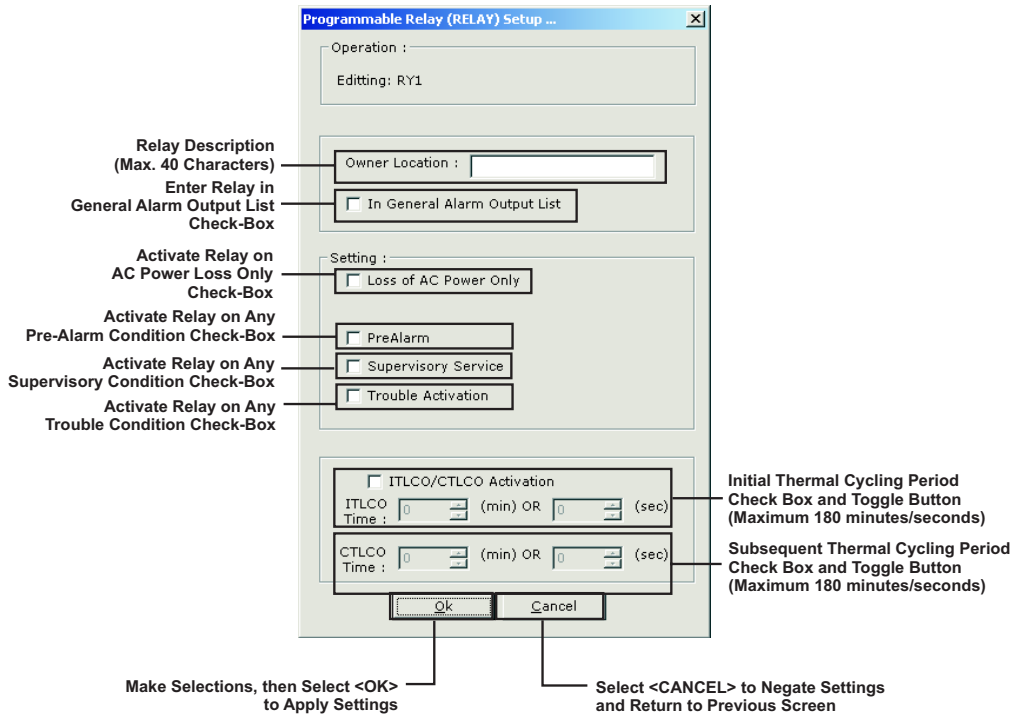 Programmable Relay (RELAY) Setup ...
Operation :
Editting: RY1
Relay Description
(Max. 40 Characters)
Owner Location :
Enter Relay in
General Alarm Output List
Check-Box
In General Alarm Output List
Setting :
Activate Relay on
AC Power Loss Only
Check-Box
Loss of AC Power Only
Activate Relay on Any
Pre-Alarm Condition Check-Box
PreAlarm
Activate Relay on Any
Supervisory Condition Check-Box
Supervisory Service
Activate Relay on Any
Trouble Condition Check-Box
Trouble Activation
ITLCO/CTLCO Activation
ITLCO
Time : 0 (min) OR 0 (sec)
Initial Thermal Cycling Period
Check Box and Toggle Button
(Maximum 180 minutes/seconds)
CTLCO
Time : 0 (min) OR 0 (sec)
Subsequent Thermal Cycling Period
Check Box and Toggle Button
(Maximum 180 minutes/seconds)
Ok
Cancel
Make Selections, then Select <OK>
to Apply Settings
Select <CANCEL> to Negate Settings
and Return to Previous Screen